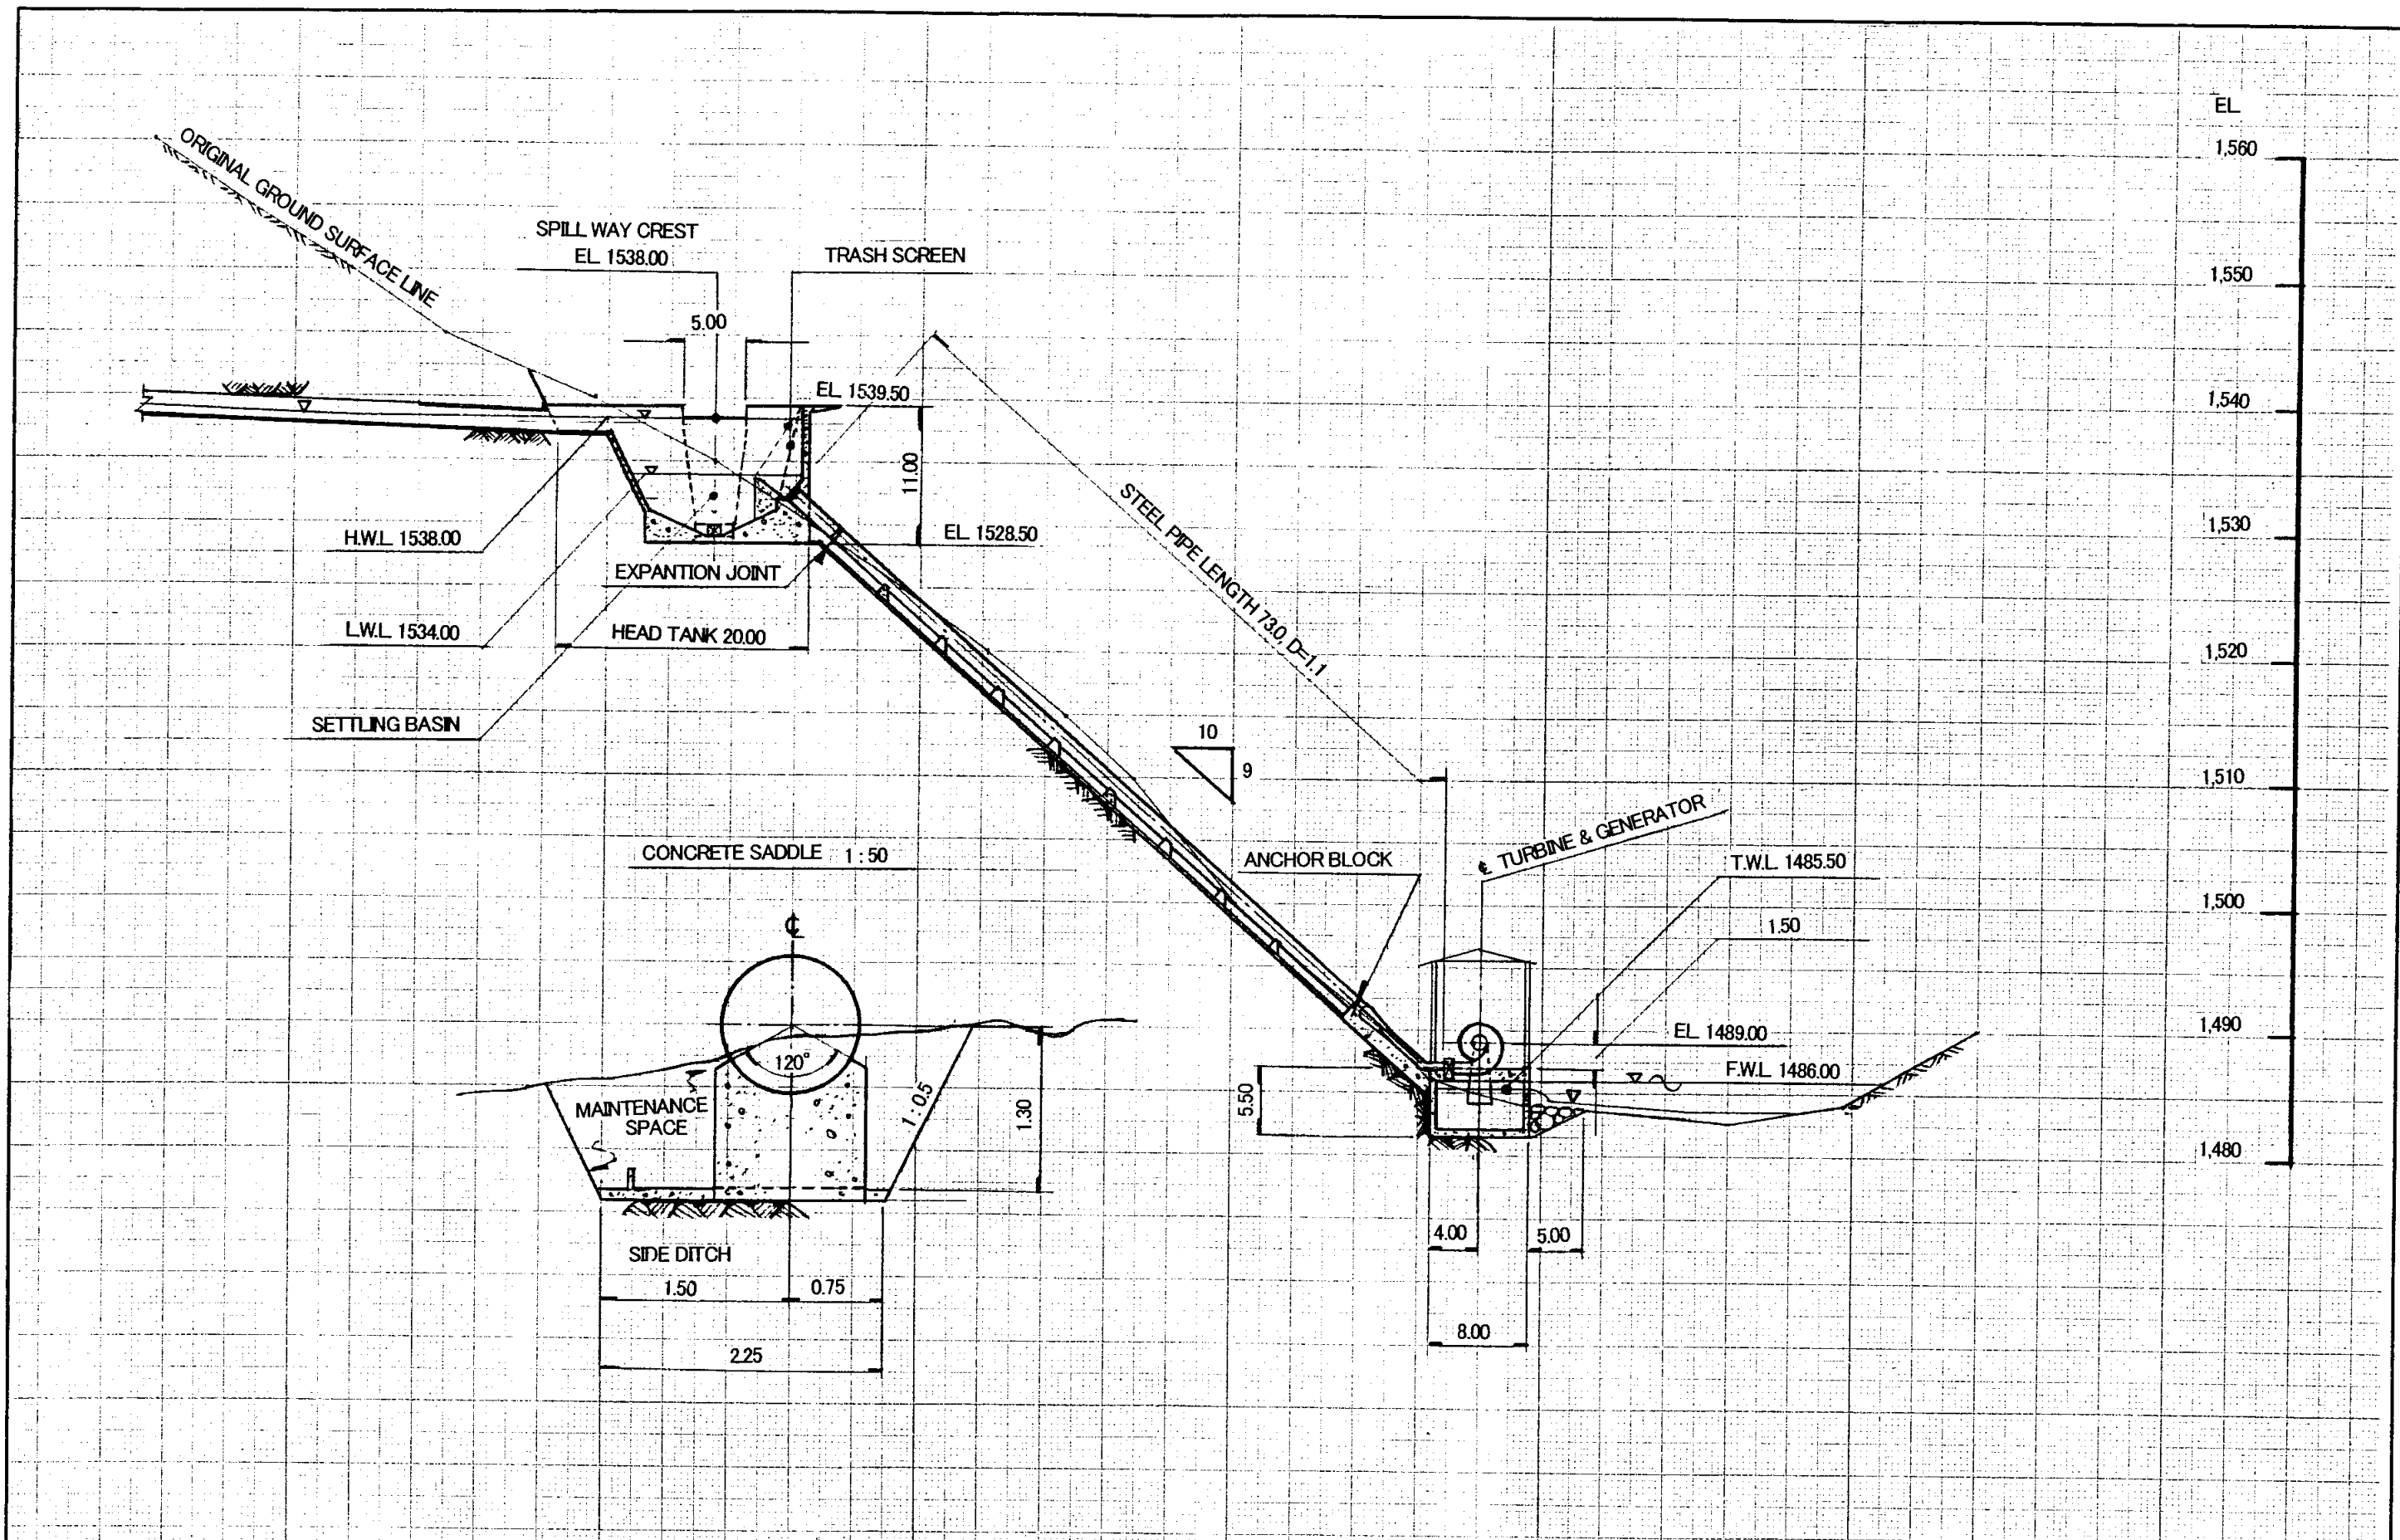 EL
1,560
1,550
1,540
1,530
1,520
1,510
1,500
1,490
1,480
ORIGINAL GROUND SURFACE LINE
SPILL WAY CREST
EL 1538.00
TRASH SCREEN
5.00
EL 1539.50
11.00
EL 1528.50
H.W.L 1538.00
EXPANTION JOINT
L.W.L 1534.00
HEAD TANK 20.00
SETTLING BASIN
STEEL PIPE LENGTH 73.0, D=1.1
10
9
CONCRETE SADDLE 1 : 50
ANCHOR BLOCK
℄ TURBINE & GENERATOR
T.W.L 1485.50
1.50
EL 1489.00
F.W.L 1486.00
5.50
4.00
5.00
8.00
℄
120°
MAINTENANCE
SPACE
1 : 0.5
1.30
SIDE DITCH
1.50
0.75
2.25